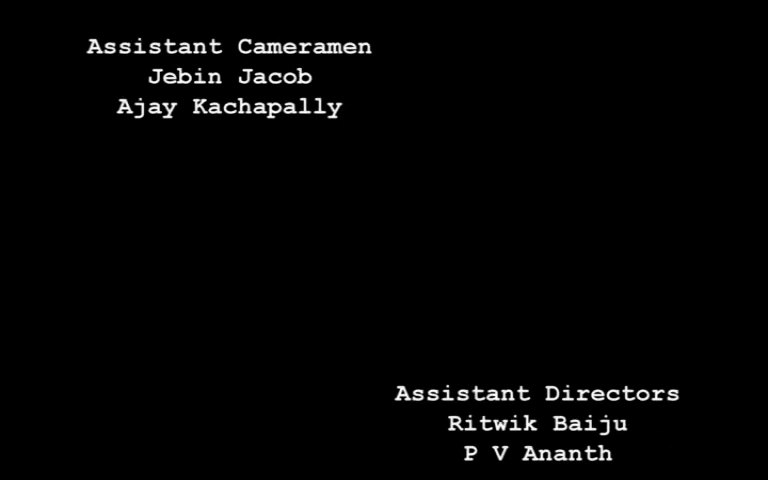 Assistant Cameramen
Jebin Jacob
Ajay Kachapally
Assistant Directors
Ritwik Baiju
P V Ananth